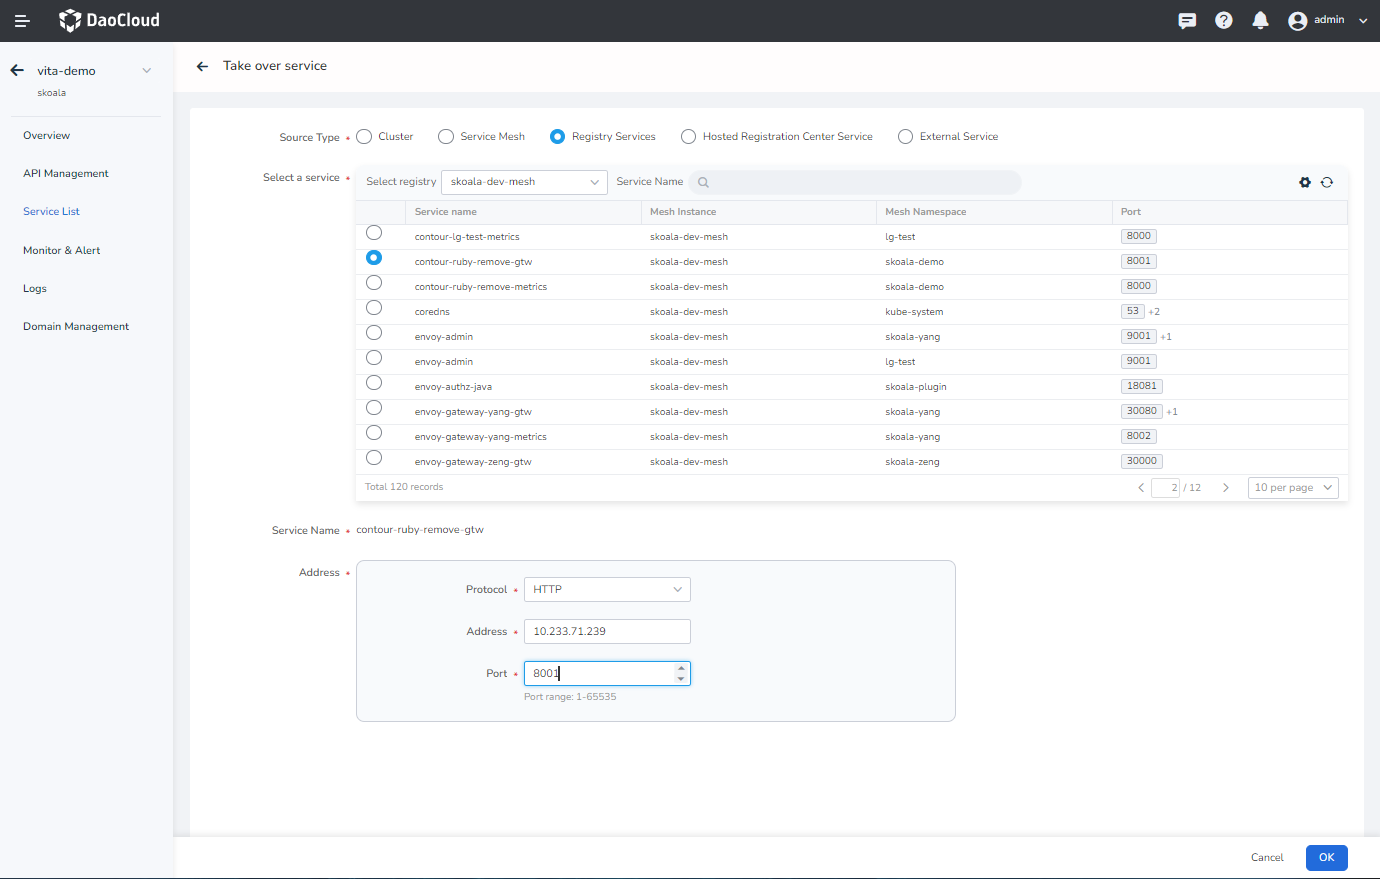 DaoCloud
admin
vita-demo
skoala
Overview
API Management
Service List
Monitor & Alert
Logs
Domain Management
Take over service
Source Type * Cluster Service Mesh Registry Services Hosted Registration Center Service External Service
Select a service * Select registry skoala-dev-mesh Service Name
Service name Mesh Instance Mesh Namespace Port
contour-lg-test-metrics skoala-dev-mesh lg-test 8000
contour-ruby-remove-gtw skoala-dev-mesh skoala-demo 8001
contour-ruby-remove-metrics skoala-dev-mesh skoala-demo 8000
coredns skoala-dev-mesh kube-system 53 +2
envoy-admin skoala-dev-mesh skoala-yang 9001 +1
envoy-admin skoala-dev-mesh lg-test 9001
envoy-authz-java skoala-dev-mesh skoala-plugin 18081
envoy-gateway-yang-gtw skoala-dev-mesh skoala-yang 30080 +1
envoy-gateway-yang-metrics skoala-dev-mesh skoala-yang 8002
envoy-gateway-zeng-gtw skoala-dev-mesh skoala-zeng 30000
Total 120 records 2 / 12 10 per page
Service Name * contour-ruby-remove-gtw
Address *
Protocol * HTTP
Address * 10.233.71.239
Port * 8001
Port range: 1-65535
Cancel OK